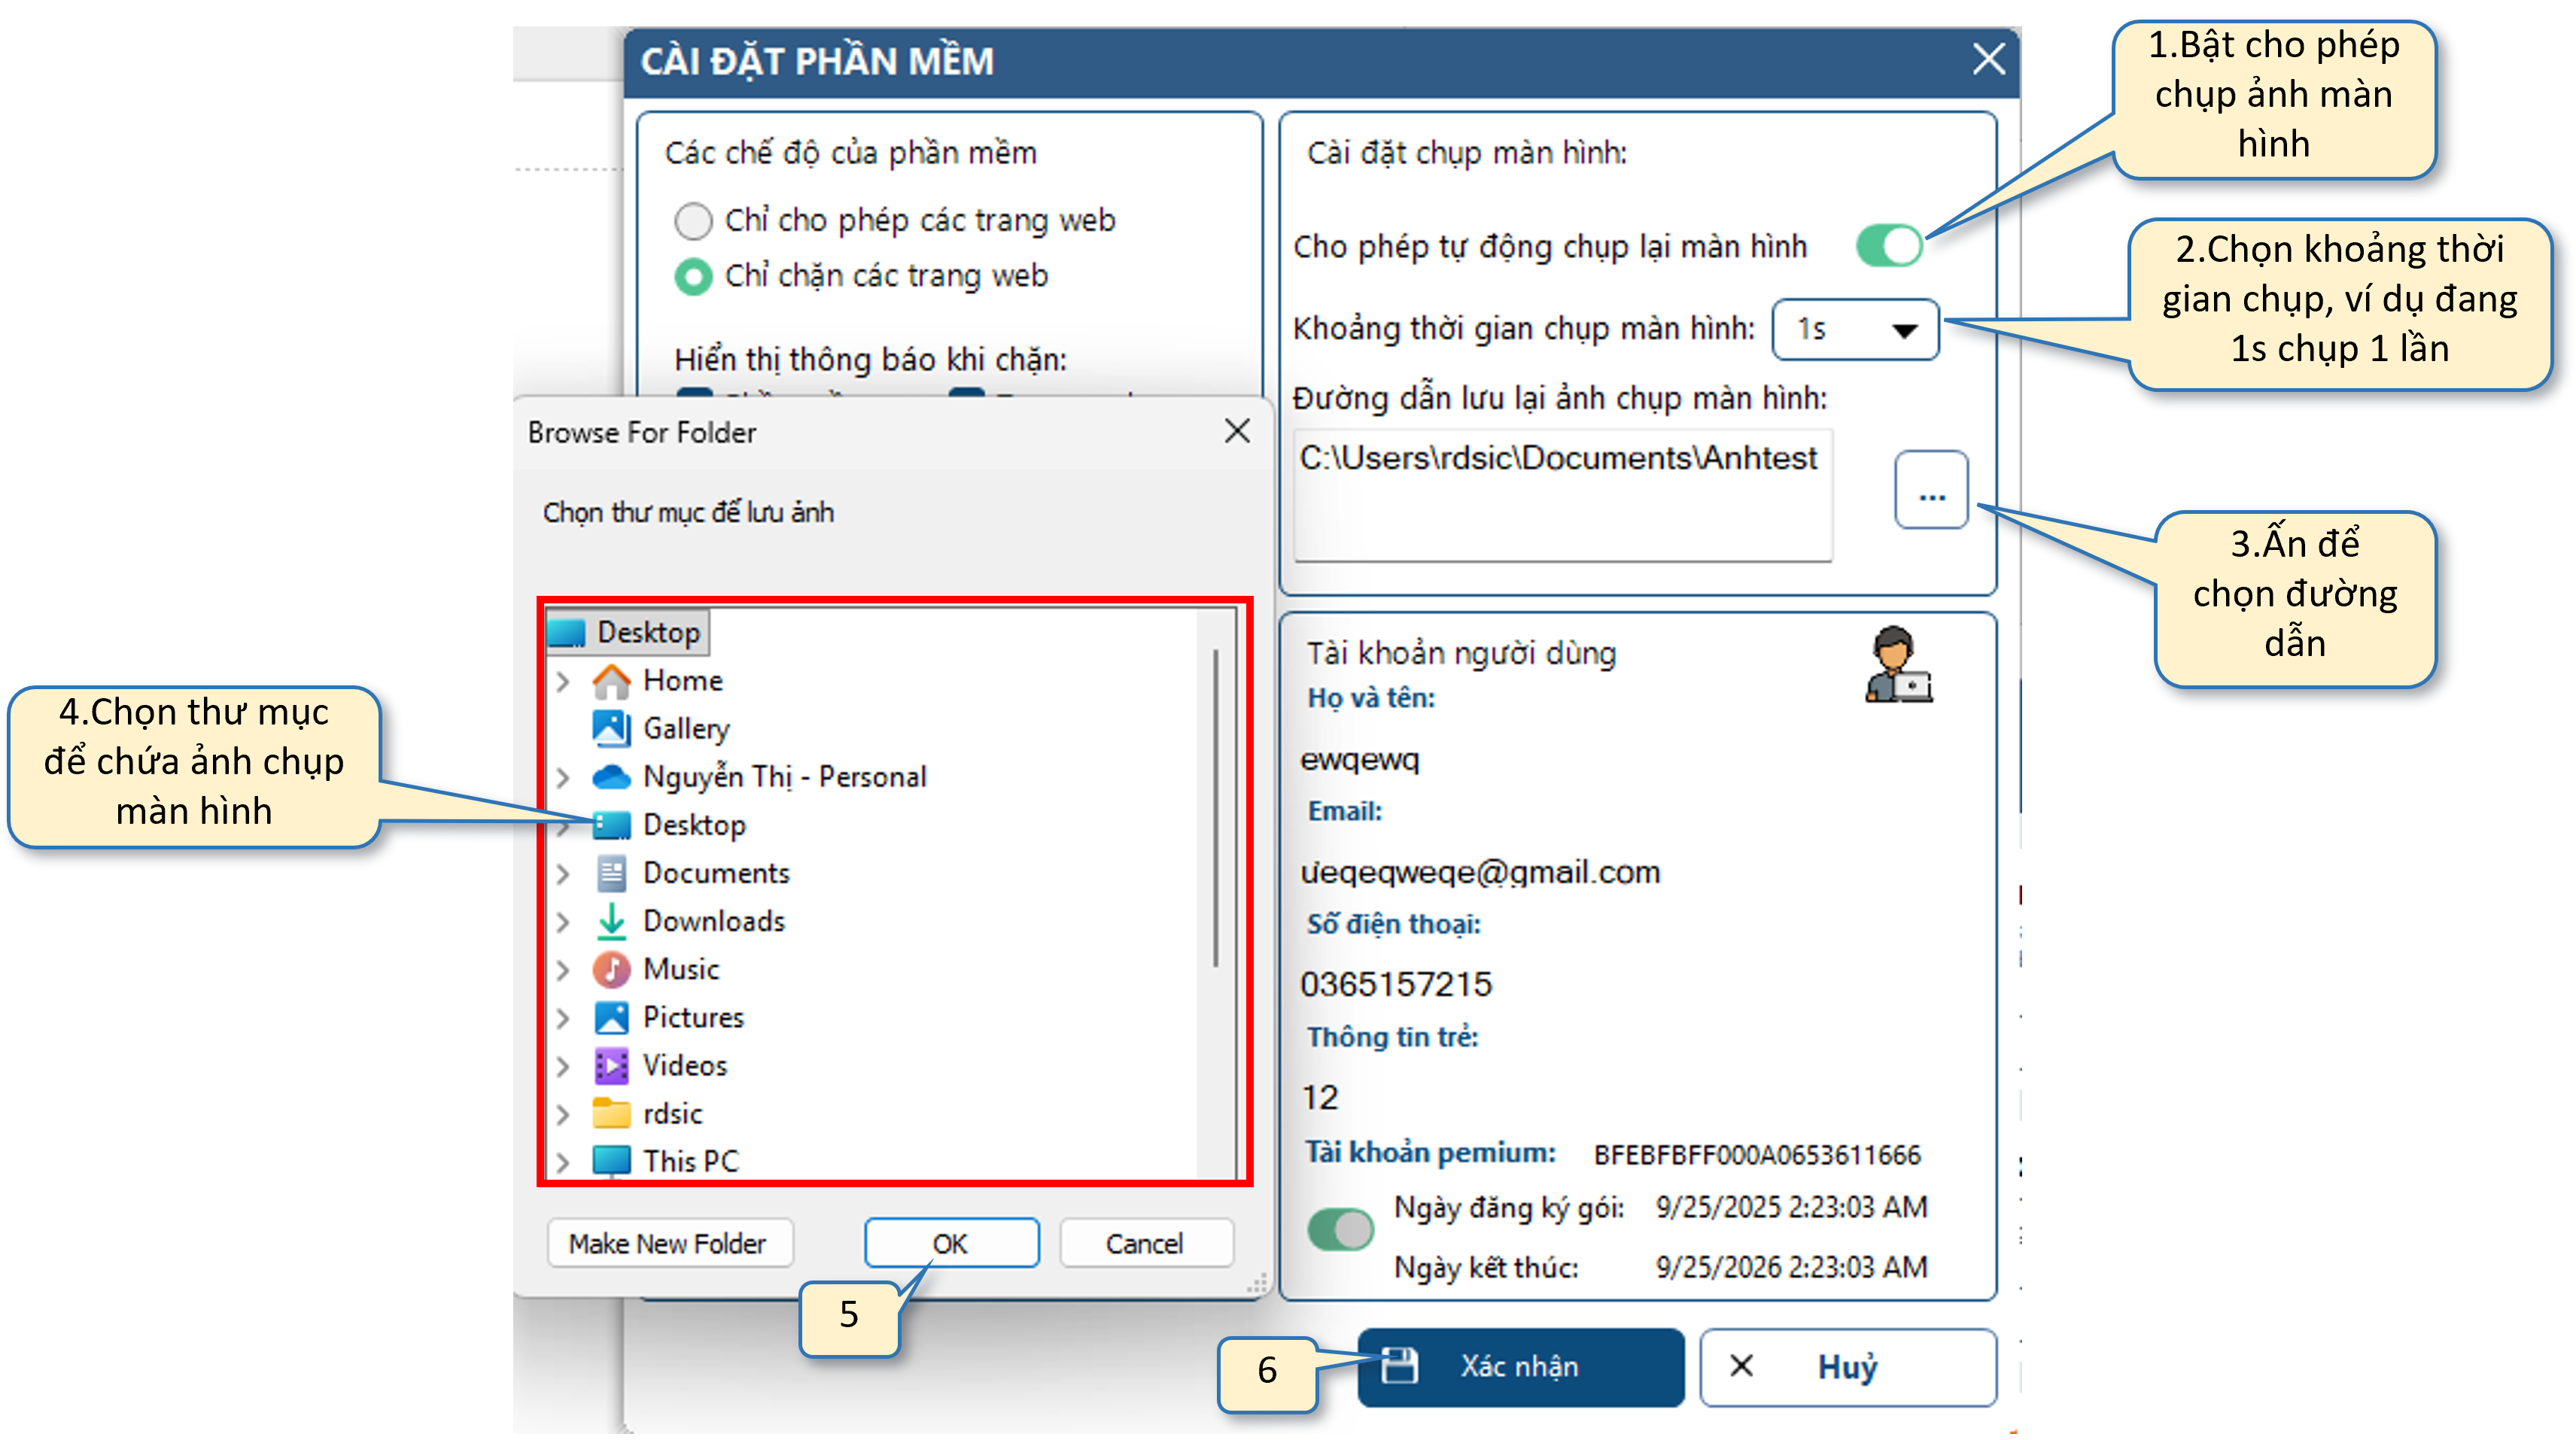 CÀI ĐẶT PHẦN MỀM
Các chế độ của phần mềm
Chỉ cho phép các trang web
Chỉ chặn các trang web
Hiển thị thông báo khi chặn:
Cài đặt chụp màn hình:
Cho phép tự động chụp lại màn hình
Khoảng thời gian chụp màn hình:
1s
Đường dẫn lưu lại ảnh chụp màn hình:
C:\Users\rdsic\Documents\Anhtest
...
1.Bật cho phép
chụp ảnh màn
hình
2.Chọn khoảng thời
gian chụp, ví dụ đang
1s chụp 1 lần
3.Ấn để
chọn đường
dẫn
Browse For Folder
Chọn thư mục để lưu ảnh
Desktop
Home
Gallery
Nguyễn Thị - Personal
Desktop
Documents
Downloads
Music
Pictures
Videos
rdsic
This PC
Make New Folder
OK
Cancel
4.Chọn thư mục
để chứa ảnh chụp
màn hình
5
Tài khoản người dùng
Họ và tên:
ewqewq
Email:
ưeqeqweqe@gmail.com
Số điện thoại:
0365157215
Thông tin trẻ:
12
Tài khoản pemium:
BFEBFBFF000A0653611666
Ngày đăng ký gói:
9/25/2025 2:23:03 AM
Ngày kết thúc:
9/25/2026 2:23:03 AM
6
Xác nhận
Huỷ